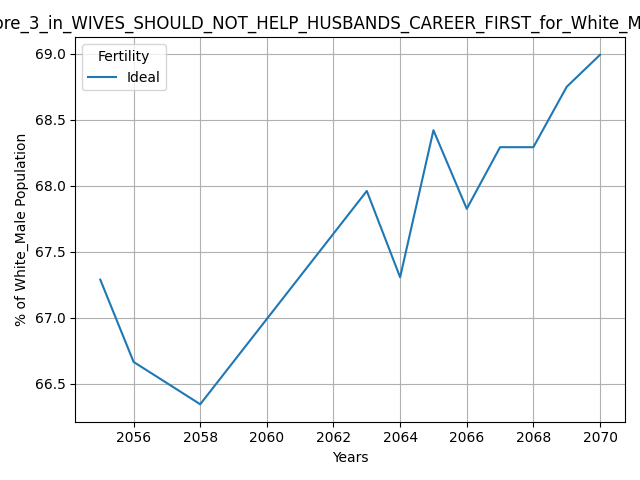 ore_3_in_WIVES_SHOULD_NOT_HELP_HUSBANDS_CAREER_FIRST_for_White_M
Fertility
Ideal
69.0
68.5
68.0
67.5
67.0
66.5
% of White_Male Population
2056 2058 2060 2062 2064 2066 2068 2070
Years